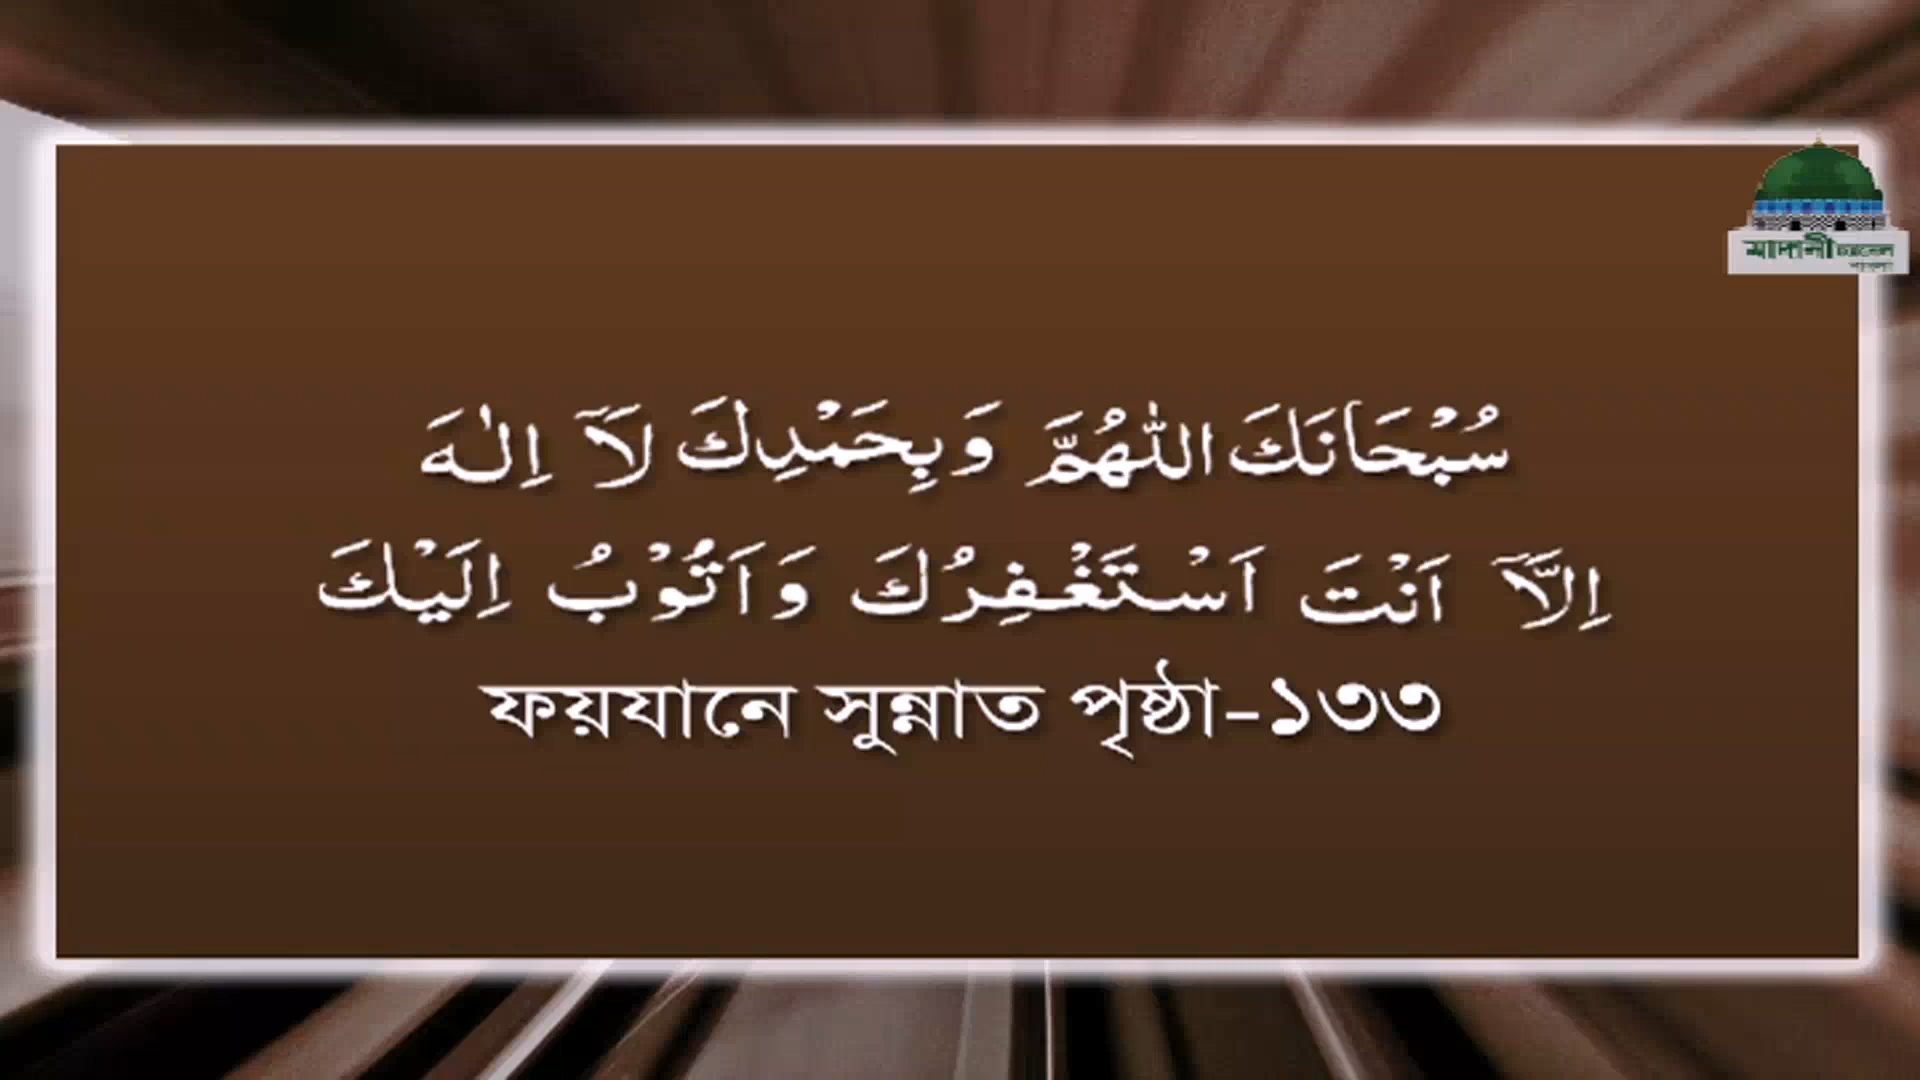 মাদানী চ্যানেল
বাংলা
سُبْحَانَكَ اللّٰهُمَّ وَبِحَمْدِكَ لَآ اِلٰهَ
اِلَّآ اَنْتَ اَسْتَغْفِرُكَ وَاَتُوْبُ اِلَيْكَ
ফয়যানে সুন্নাত পৃষ্ঠা-১৩৩